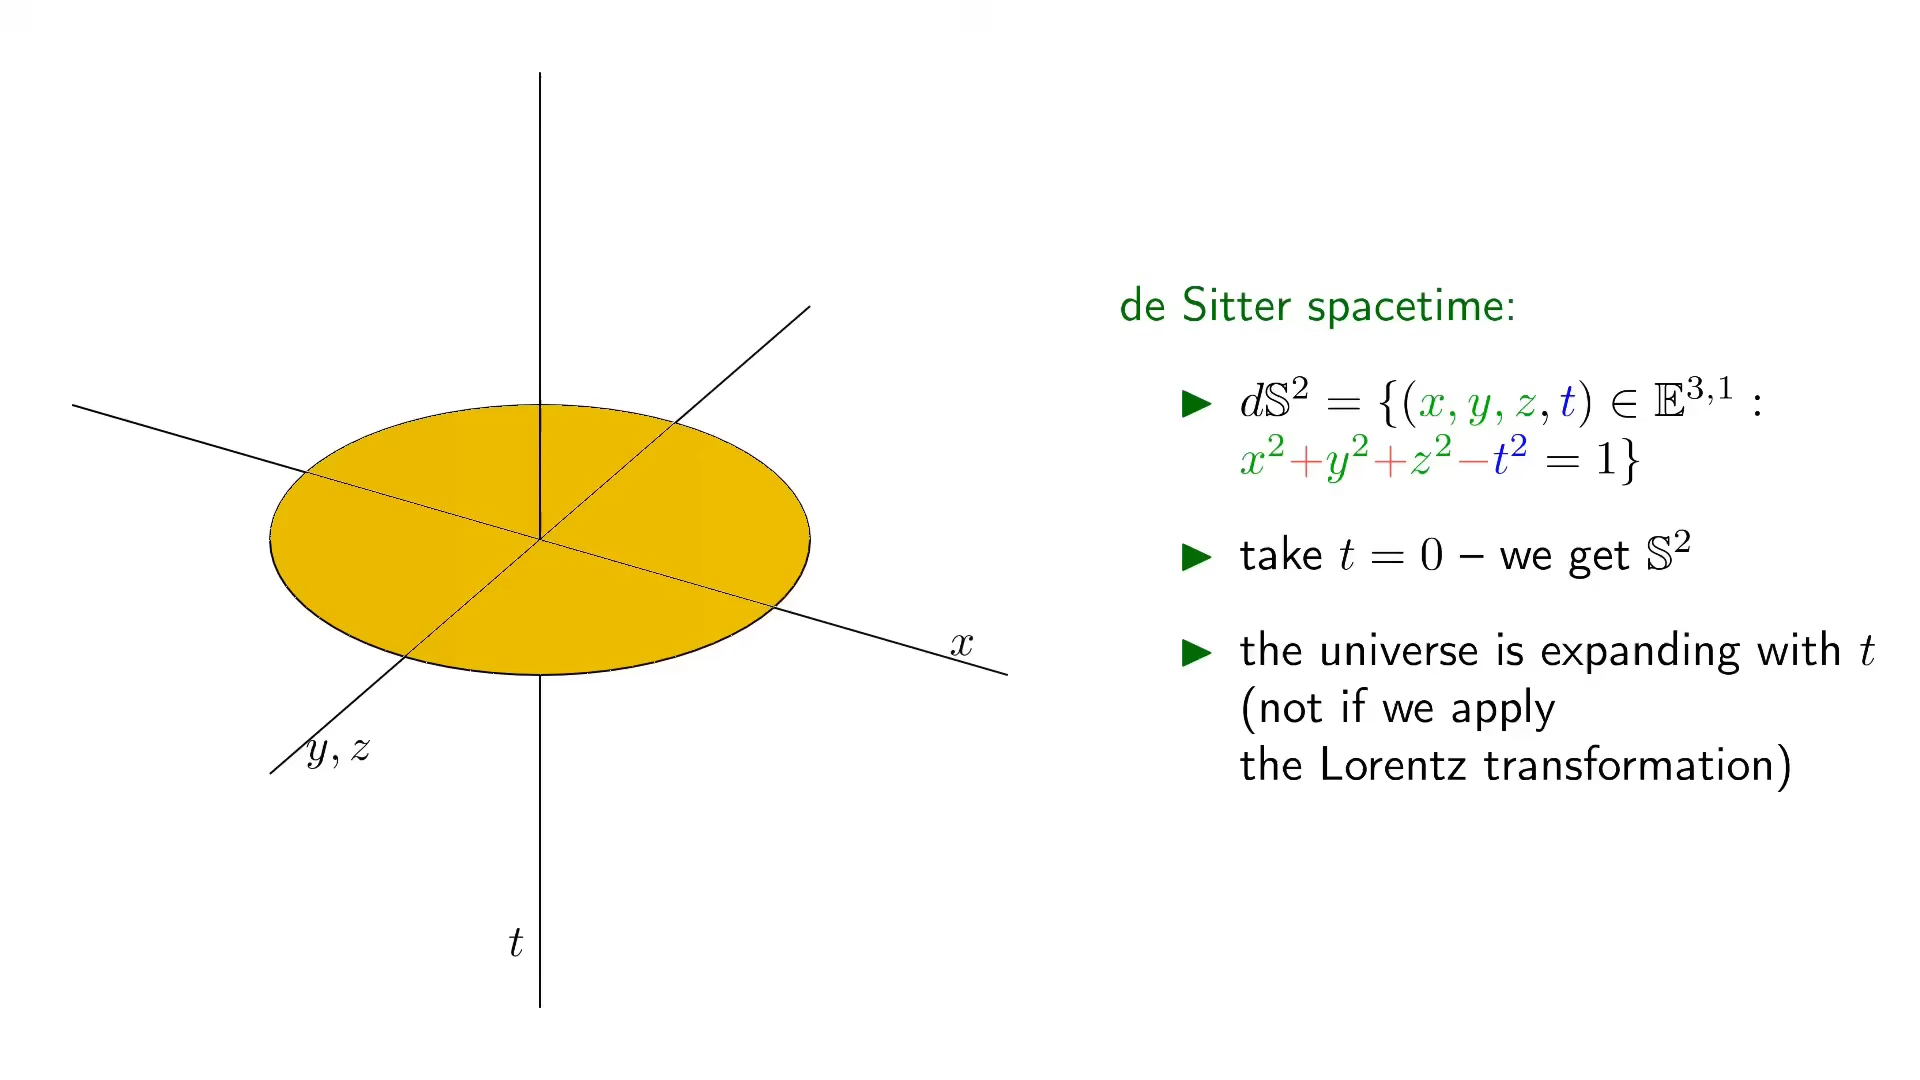 de Sitter spacetime:
▶ d𝕊² = {(x, y, z, t) ∈ 𝔼³,¹ :
x²+y²+z²−t² = 1}
▶ take t = 0 – we get 𝕊²
▶ the universe is expanding with t
(not if we apply
the Lorentz transformation)
x
y, z
t